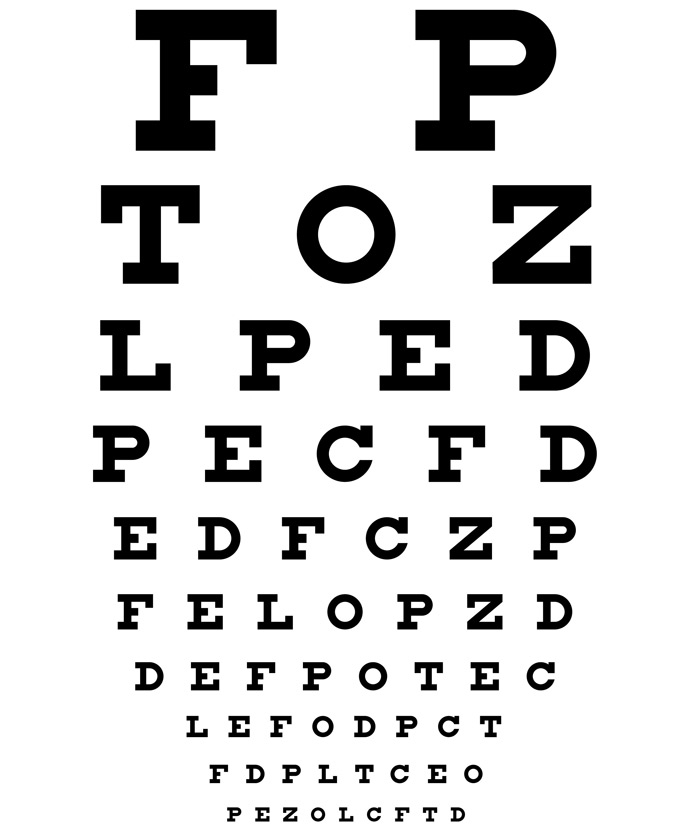 F P
T O Z
L P E D
P E C F D
E D F C Z P
F E L O P Z D
D E F P O T E C
L E F O D P C T
F D P L T C E O
P E Z O L C F T D